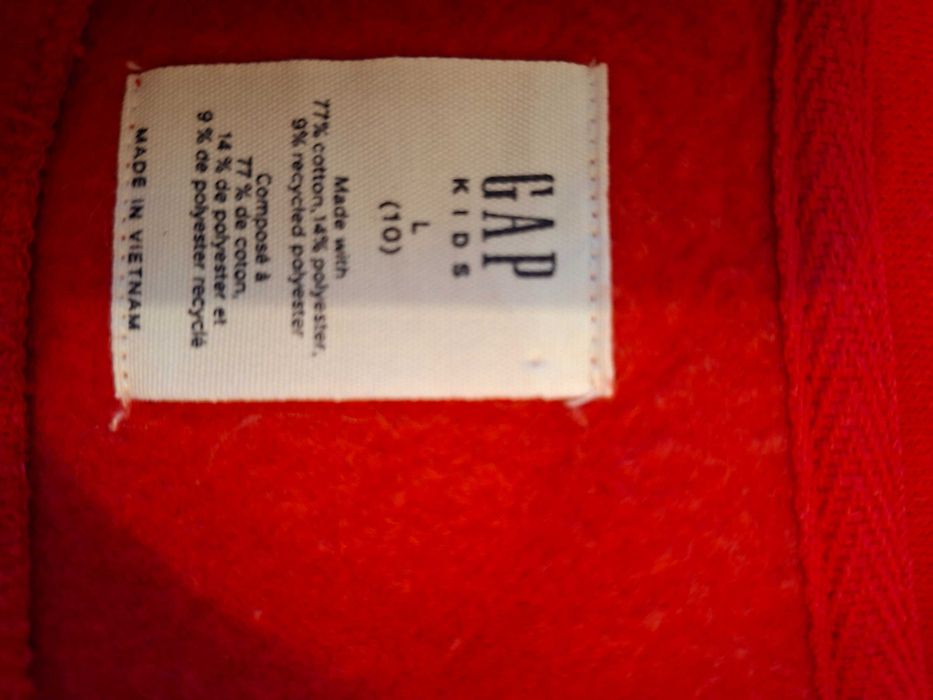 GAP
KIDS
L
(10)
Made with
77% cotton, 14% polyester,
9% recycled polyester
Composé à
77 % de coton,
14 % de polyester et
9 % de polyester recyclé
MADE IN VIETNAM